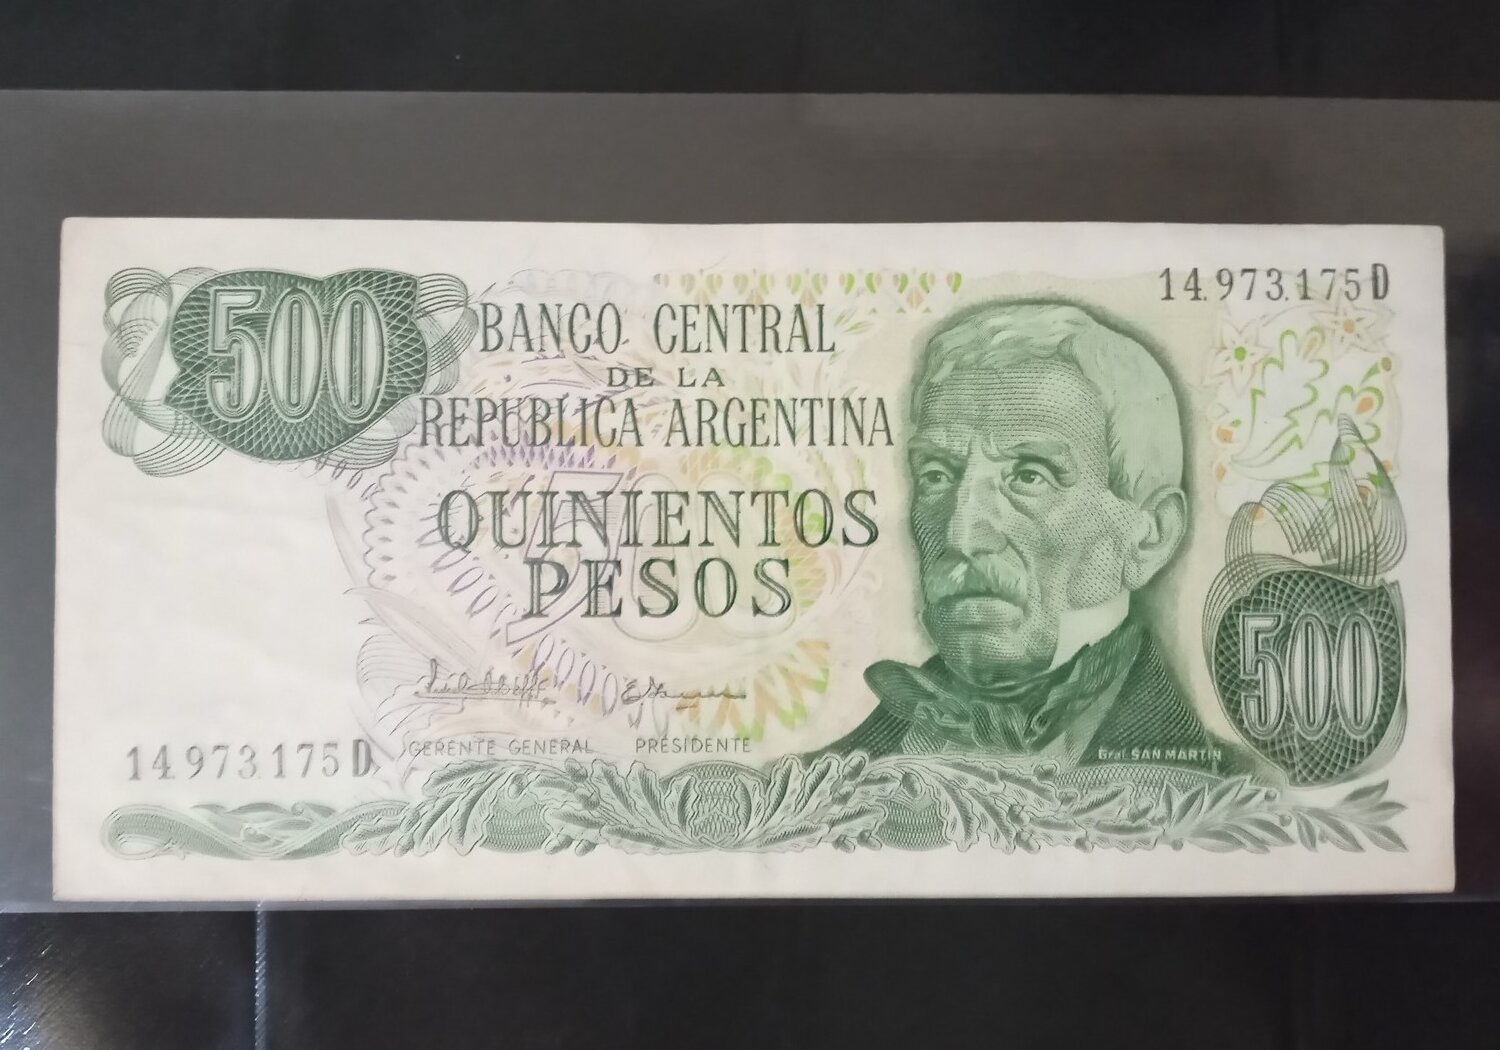 500
14.973.175 D
BANCO CENTRAL
DE LA
REPUBLICA ARGENTINA
500
QUINIENTOS
PESOS
500
14.973.175 D
GERENTE GENERAL PRESIDENTE
Gral SAN MARTIN